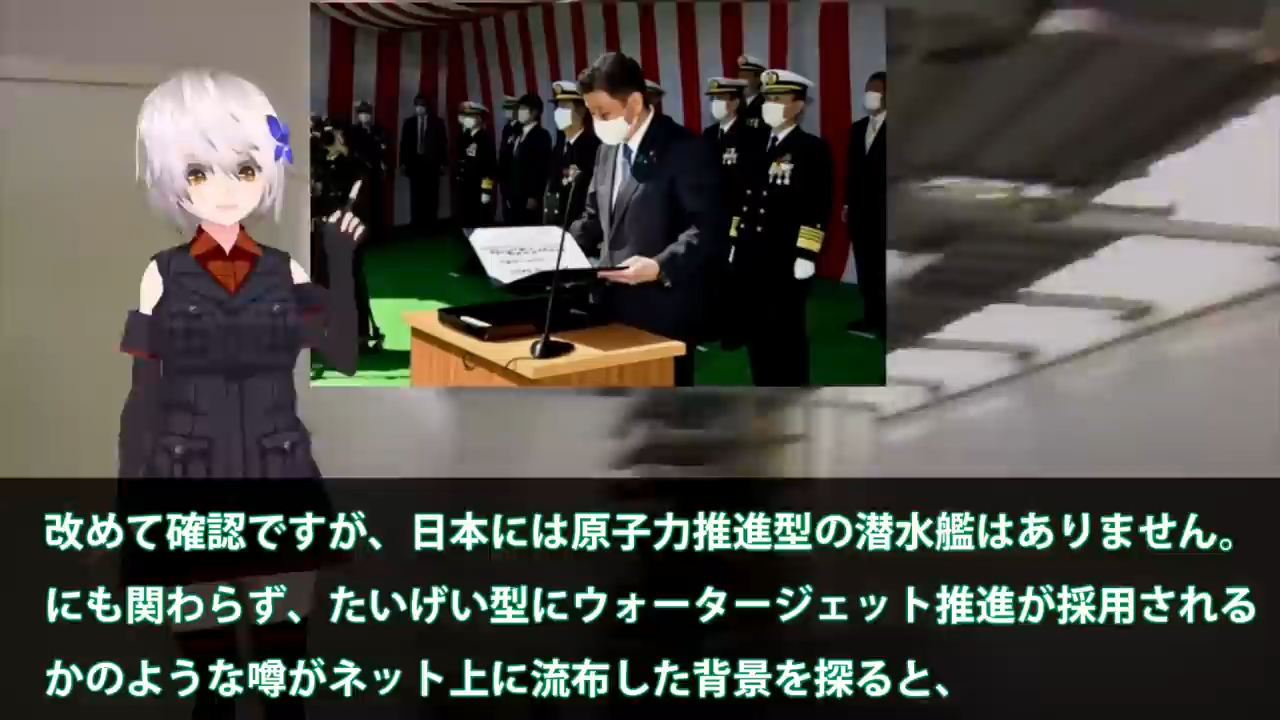 改めて確認ですが、日本には原子力推進型の潜水艦はありません。
にも関わらず、たいげい型にウォータージェット推進が採用される
かのような噂がネット上に流布した背景を探ると、